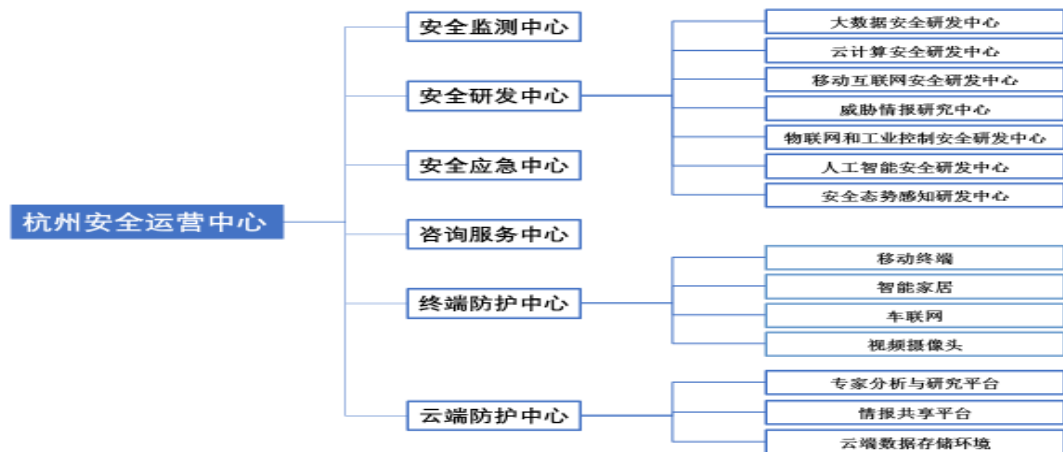 杭州安全运营中心
安全监测中心
安全研发中心
大数据安全研发中心
云计算安全研发中心
移动互联网安全研发中心
威胁情报研究中心
物联网和工业控制安全研发中心
人工智能安全研发中心
安全态势感知研发中心
安全应急中心
咨询服务中心
终端防护中心
移动终端
智能家居
车联网
视频摄像头
云端防护中心
专家分析与研究平台
情报共享平台
云端数据存储环境